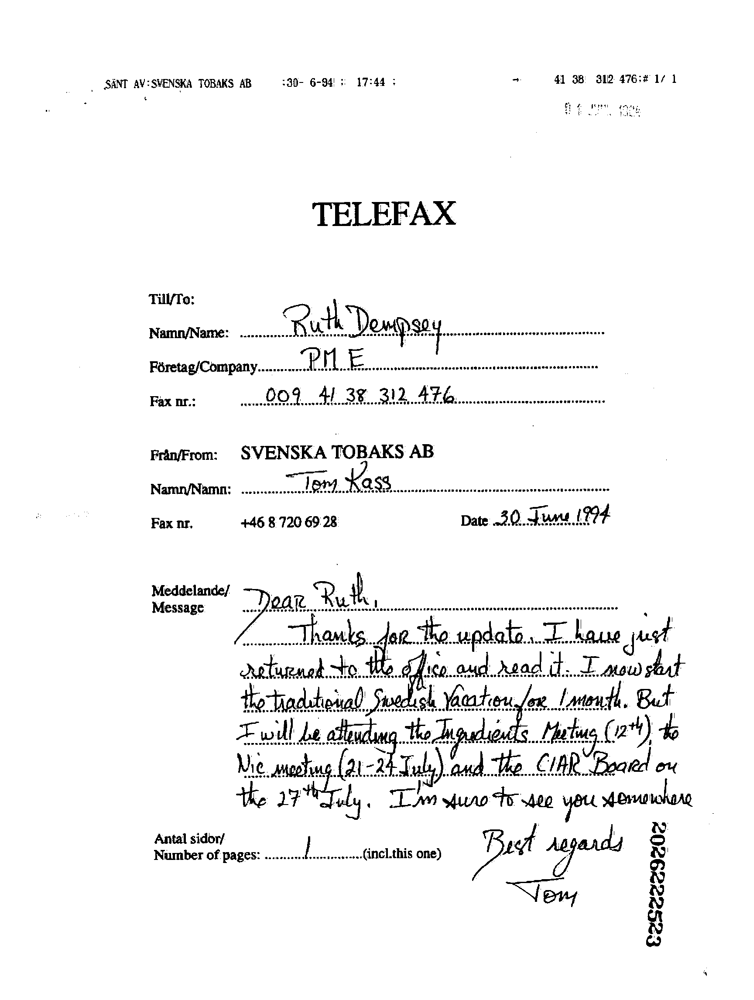 SÄNT AV:SVENSKA TOBAKS AB :30- 6-94 : 17:44 : → 41 38 312 476:# 1/ 1
TELEFAX
Till/To:
Namn/Name: Ruth Dempsey
Företag/Company PM E
Fax nr.: 009 41 38 312 476
Från/From: SVENSKA TOBAKS AB
Namn/Namn: Tom Kass
Fax nr. +46 8 720 69 28 Date 30 June 1994
Meddelande/
Message
Dear Ruth,
Thanks for the update. I have just
returned to the office and read it. I now start
the traditional Swedish Vacation for 1 month. But
I will be attending the Ingredients Meeting (12th), the
Nic meeting (21-24 July) and the CIAR Board on
the 27th July. I'm sure to see you somewhere
Best regards
Tom
Antal sidor/
Number of pages: 1 (incl.this one)
2026222523